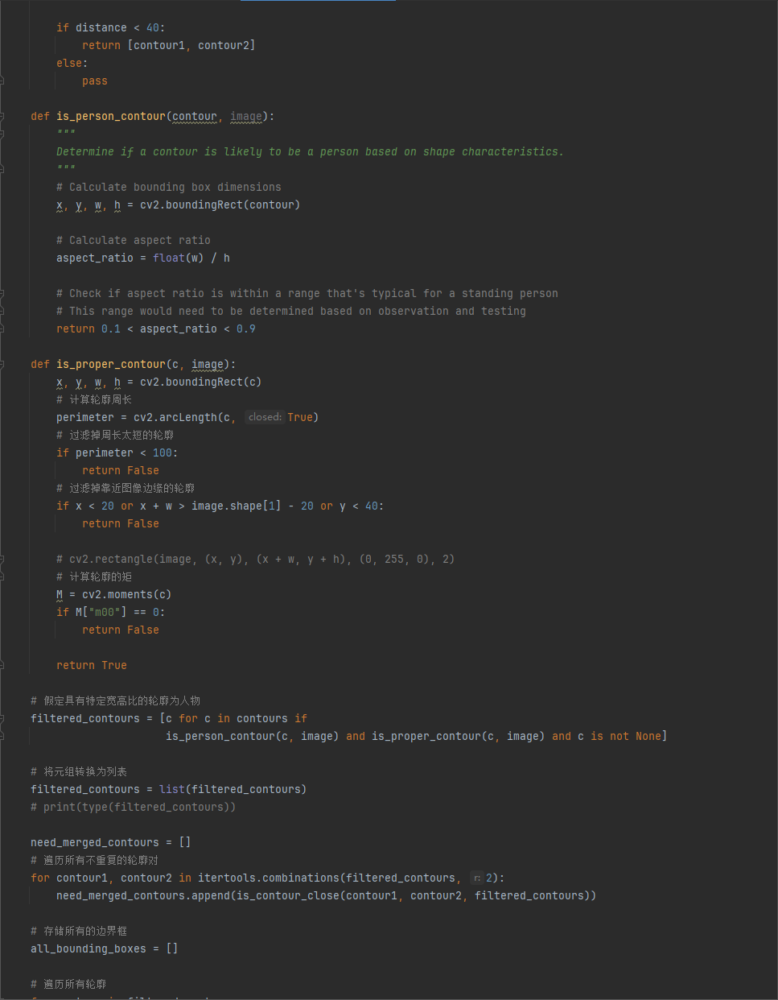 if distance < 40:
return [contour1, contour2]
else:
pass
def is_person_contour(contour, image):
"""
Determine if a contour is likely to be a person based on shape characteristics.
"""
# Calculate bounding box dimensions
x, y, w, h = cv2.boundingRect(contour)
# Calculate aspect ratio
aspect_ratio = float(w) / h
# Check if aspect ratio is within a range that's typical for a standing person
# This range would need to be determined based on observation and testing
return 0.1 < aspect_ratio < 0.9
def is_proper_contour(c, image):
x, y, w, h = cv2.boundingRect(c)
# 计算轮廓周长
perimeter = cv2.arcLength(c, closed: True)
# 过滤掉周长太短的轮廓
if perimeter < 100:
return False
# 过滤掉靠近图像边缘的轮廓
if x < 20 or x + w > image.shape[1] - 20 or y < 40:
return False
# cv2.rectangle(image, (x, y), (x + w, y + h), (0, 255, 0), 2)
# 计算轮廓的矩
M = cv2.moments(c)
if M["m00"] == 0:
return False
return True
# 假定具有特定宽高比的轮廓为人物
filtered_contours = [c for c in contours if
is_person_contour(c, image) and is_proper_contour(c, image) and c is not None]
# 将元组转换为列表
filtered_contours = list(filtered_contours)
# print(type(filtered_contours))
need_merged_contours = []
# 遍历所有不重复的轮廓对
for contour1, contour2 in itertools.combinations(filtered_contours, r: 2):
need_merged_contours.append(is_contour_close(contour1, contour2, filtered_contours))
# 存储所有的边界框
all_bounding_boxes = []
# 遍历所有轮廓